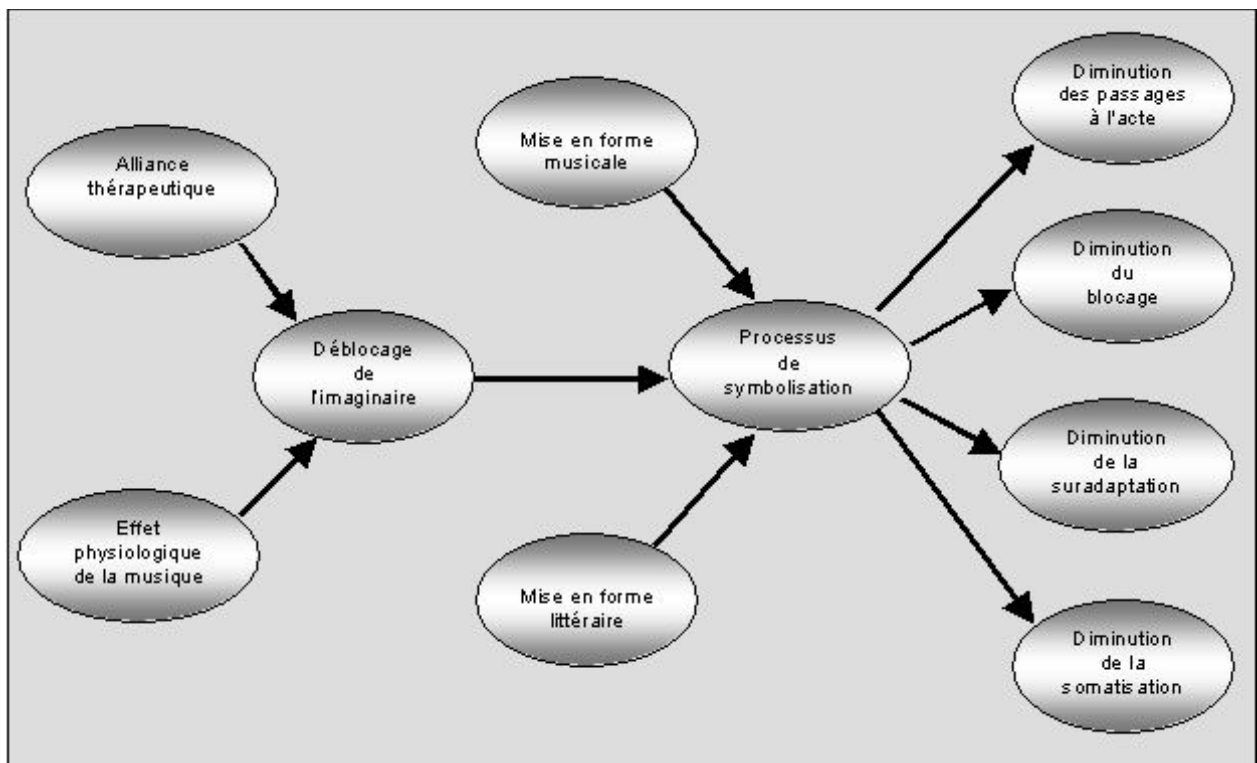 Alliance
thérapeutique
Effet
physiologique
de la musique
Déblocage
de
l'imaginaire
Mise en forme
musicale
Mise en forme
littéraire
Processus
de
symbolisation
Diminution
des passages
à l'acte
Diminution
du
blocage
Diminution
de la
suradaptation
Diminution
de la
somatisation